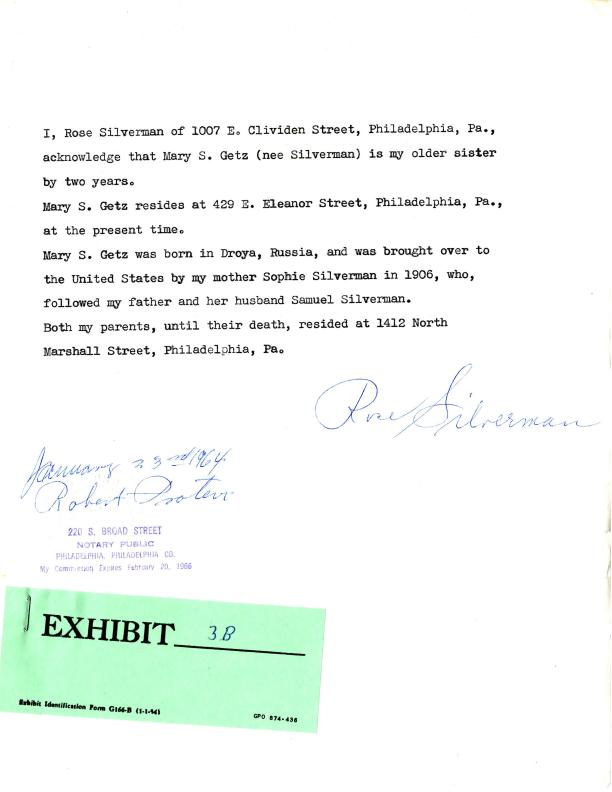 I, Rose Silverman of 1007 E. Clividen Street, Philadelphia, Pa.,
acknowledge that Mary S. Getz (nee Silverman) is my older sister
by two years.
Mary S. Getz resides at 429 E. Eleanor Street, Philadelphia, Pa.,
at the present time.
Mary S. Getz was born in Droya, Russia, and was brought over to
the United States by my mother Sophie Silverman in 1906, who,
followed my father and her husband Samuel Silverman.
Both my parents, until their death, resided at 1412 North
Marshall Street, Philadelphia, Pa.
Rose Silverman
January 23rd 1964
Robert
220 S. BROAD STREET
NOTARY PUBLIC
PHILADELPHIA, PHILADELPHIA CO.
My Commission Expires February 20, 1966
EXHIBIT 3B
Exhibit Identification Form G166-B (1-1-54)
GPO 874-436